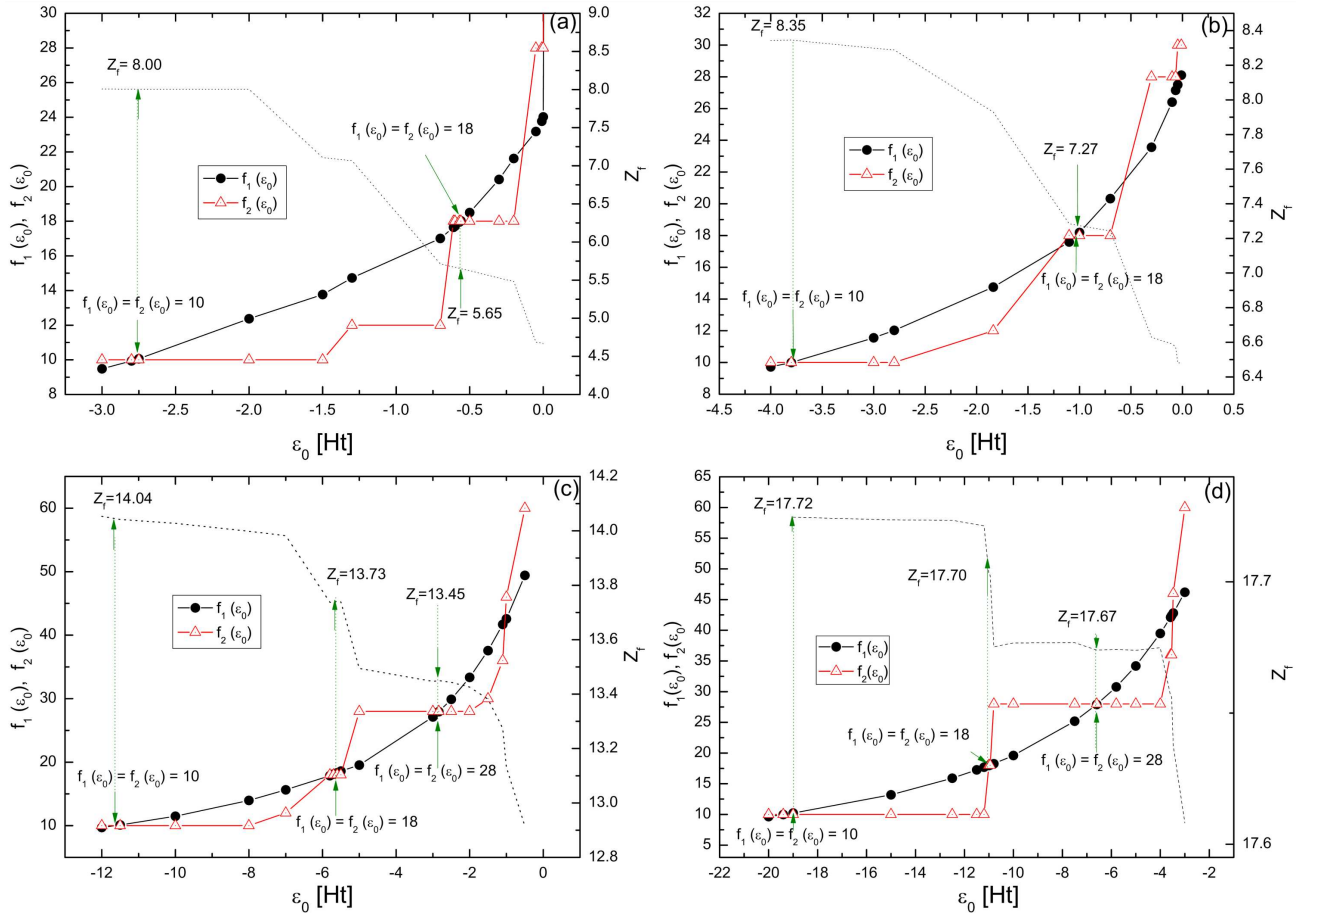 (a)
30
28
26
24
22
20
18
16
14
12
10
8
f₁ (ε₀), f₂ (ε₀)
9.0
8.5
8.0
7.5
7.0
6.5
6.0
5.5
5.0
4.5
4.0
Z_f
Z_f= 8.00
f₁ (ε₀) = f₂ (ε₀) = 18
f₁ (ε₀)
f₂ (ε₀)
f₁ (ε₀) = f₂ (ε₀) = 10
Z_f= 5.65
-3.0 -2.5 -2.0 -1.5 -1.0 -0.5 0.0
ε₀ [Ht]
(b)
32
30
28
26
24
22
20
18
16
14
12
10
8
f₁ (ε₀), f₂ (ε₀)
8.4
8.2
8.0
7.8
7.6
7.4
7.2
7.0
6.8
6.6
6.4
Z_f
Z_f= 8.35
f₁ (ε₀)
f₂ (ε₀)
Z_f= 7.27
f₁ (ε₀) = f₂ (ε₀) = 18
f₁ (ε₀) = f₂ (ε₀) = 10
-4.5 -4.0 -3.5 -3.0 -2.5 -2.0 -1.5 -1.0 -0.5 0.0 0.5
ε₀ [Ht]
(c)
60
50
40
30
20
10
f₁ (ε₀), f₂ (ε₀)
14.2
14.0
13.8
13.6
13.4
13.2
13.0
12.8
Z_f
Z_f=14.04
Z_f=13.73
Z_f=13.45
f₁ (ε₀)
f₂ (ε₀)
f₁ (ε₀) = f₂ (ε₀) = 10
f₁ (ε₀) = f₂ (ε₀) = 28
f₁ (ε₀) = f₂ (ε₀) = 18
-12 -10 -8 -6 -4 -2 0
ε₀ [Ht]
(d)
65
60
55
50
45
40
35
30
25
20
15
10
5
f₁(ε₀), f₂(ε₀)
17.7
17.6
Z_f
Z_f=17.72
Z_f=17.70
Z_f=17.67
f₁(ε₀)
f₂(ε₀)
f₁ (ε₀) = f₂ (ε₀) = 18
f₁ (ε₀) = f₂ (ε₀) = 28
f₁ (ε₀) = f₂ (ε₀) = 10
-22 -20 -18 -16 -14 -12 -10 -8 -6 -4 -2
ε₀ [Ht]